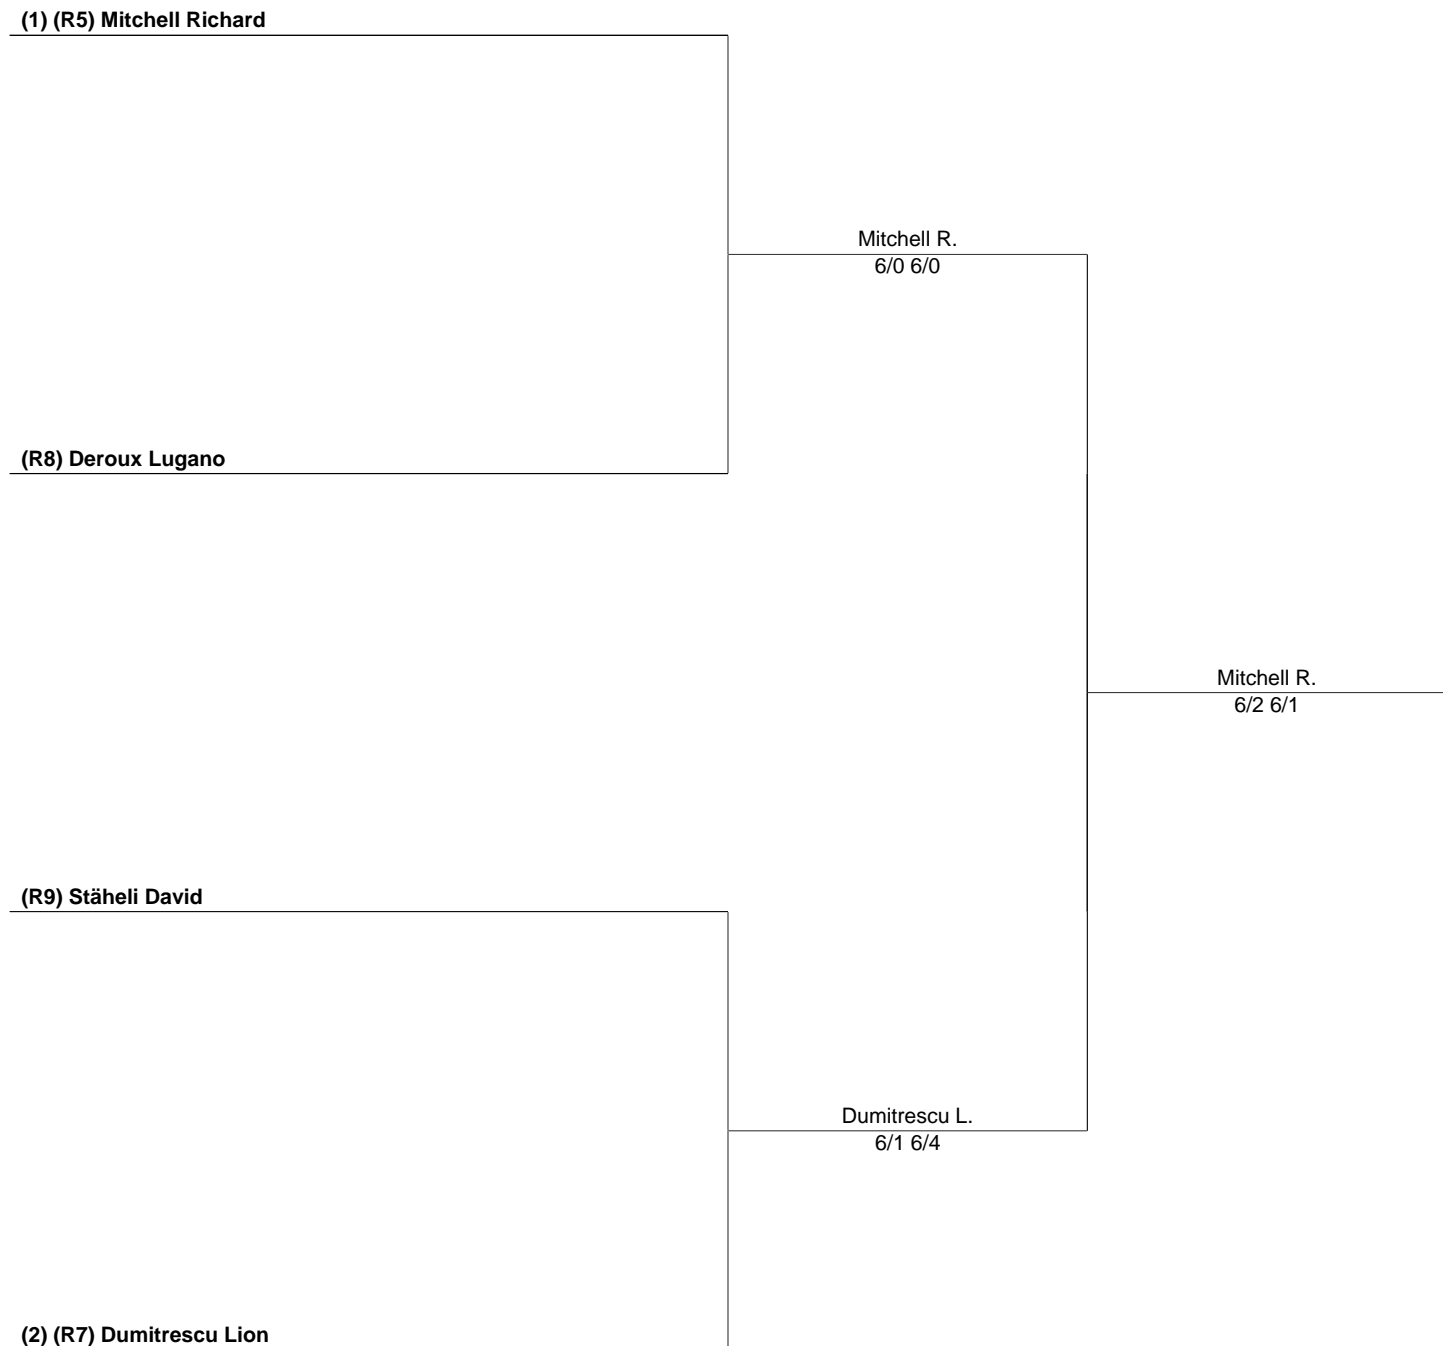 (1) (R5) Mitchell Richard
Mitchell R.
6/0 6/0
(R8) Deroux Lugano
Mitchell R.
6/2 6/1
(R9) Stäheli David
Dumitrescu L.
6/1 6/4
(2) (R7) Dumitrescu Lion